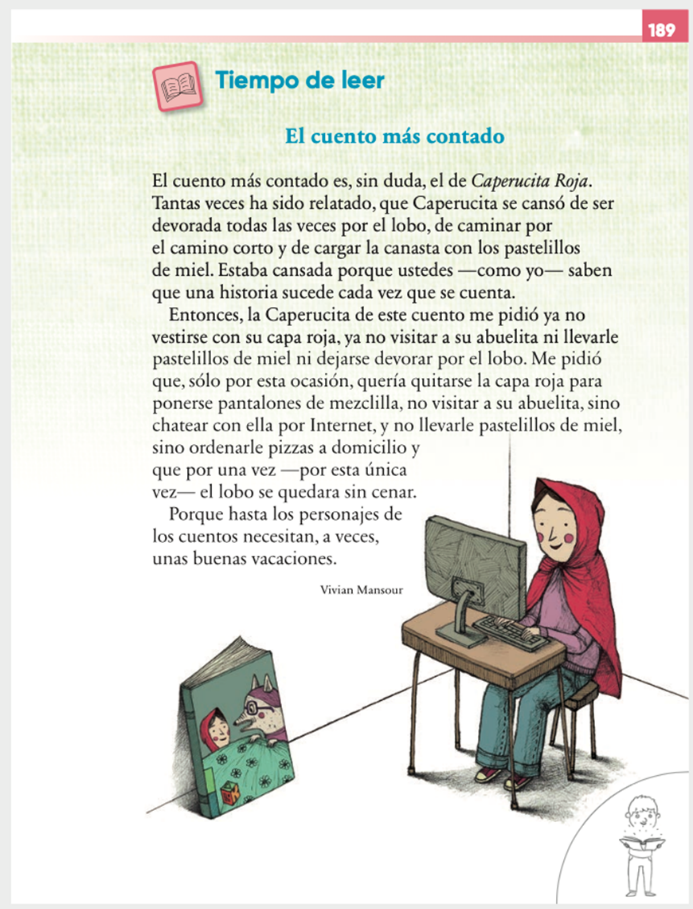 189
Tiempo de leer
El cuento más contado
El cuento más contado es, sin duda, el de Caperucita Roja.
Tantas veces ha sido relatado, que Caperucita se cansó de ser
devorada todas las veces por el lobo, de caminar por
el camino corto y de cargar la canasta con los pastelillos
de miel. Estaba cansada porque ustedes —como yo— saben
que una historia sucede cada vez que se cuenta.
Entonces, la Caperucita de este cuento me pidió ya no
vestirse con su capa roja, ya no visitar a su abuelita ni llevarle
pastelillos de miel ni dejarse devorar por el lobo. Me pidió
que, sólo por esta ocasión, quería quitarse la capa roja para
ponerse pantalones de mezclilla, no visitar a su abuelita, sino
chatear con ella por Internet, y no llevarle pastelillos de miel,
sino ordenarle pizzas a domicilio y
que por una vez —por esta única
vez— el lobo se quedara sin cenar.
Porque hasta los personajes de
los cuentos necesitan, a veces,
unas buenas vacaciones.
Vivian Mansour